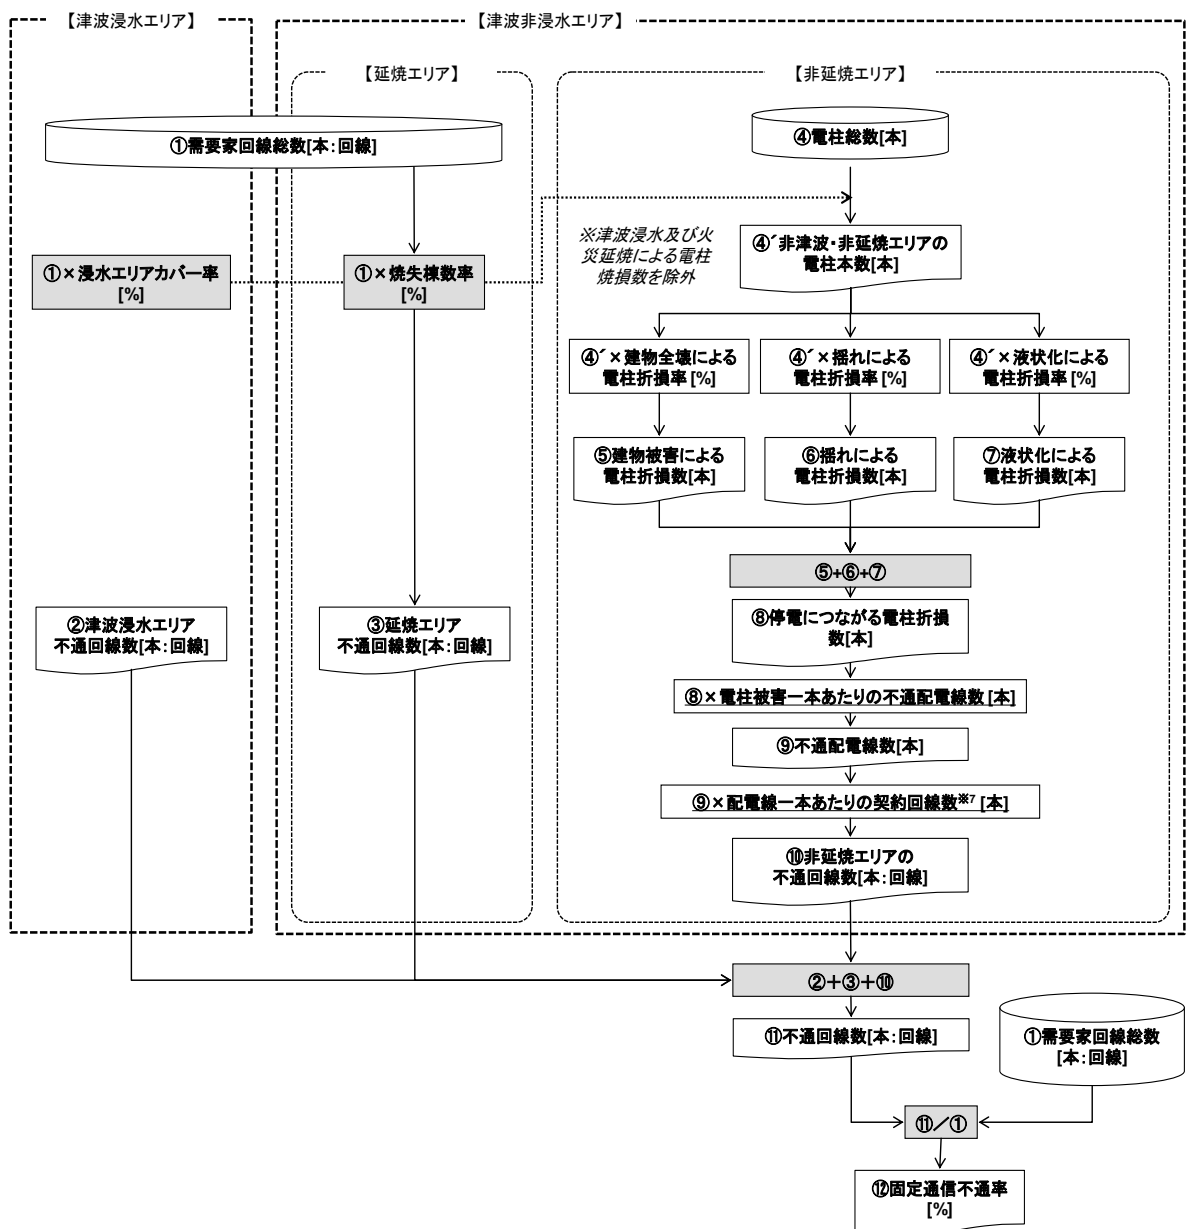 【津波浸水エリア】
【津波非浸水エリア】
【延焼エリア】
【非延焼エリア】
①需要家回線総数[本:回線]
④電柱総数[本]
※津波浸水及び火
災延焼による電柱
焼損数を除外
④´非津波・非延焼エリアの
電柱本数[本]
①×浸水エリアカバー率
[%]
①×焼失棟数率
[%]
④´×建物全壊による
電柱折損率[%]
④´×揺れによる
電柱折損率[%]
④´×液状化による
電柱折損率[%]
⑤建物被害による
電柱折損数[本]
⑥揺れによる
電柱折損数[本]
⑦液状化による
電柱折損数[本]
⑤+⑥+⑦
②津波浸水エリア
不通回線数[本:回線]
③延焼エリア
不通回線数[本:回線]
⑧停電につながる電柱折損
数[本]
⑧×電柱被害一本あたりの不通配電線数[本]
⑨不通配電線数[本]
⑨×配電線一本あたりの契約回線数※7[本]
⑩非延焼エリアの
不通回線数[本:回線]
②+③+⑩
⑪不通回線数[本:回線]
①需要家回線総数
[本:回線]
⑪/①
⑫固定通信不通率
[%]